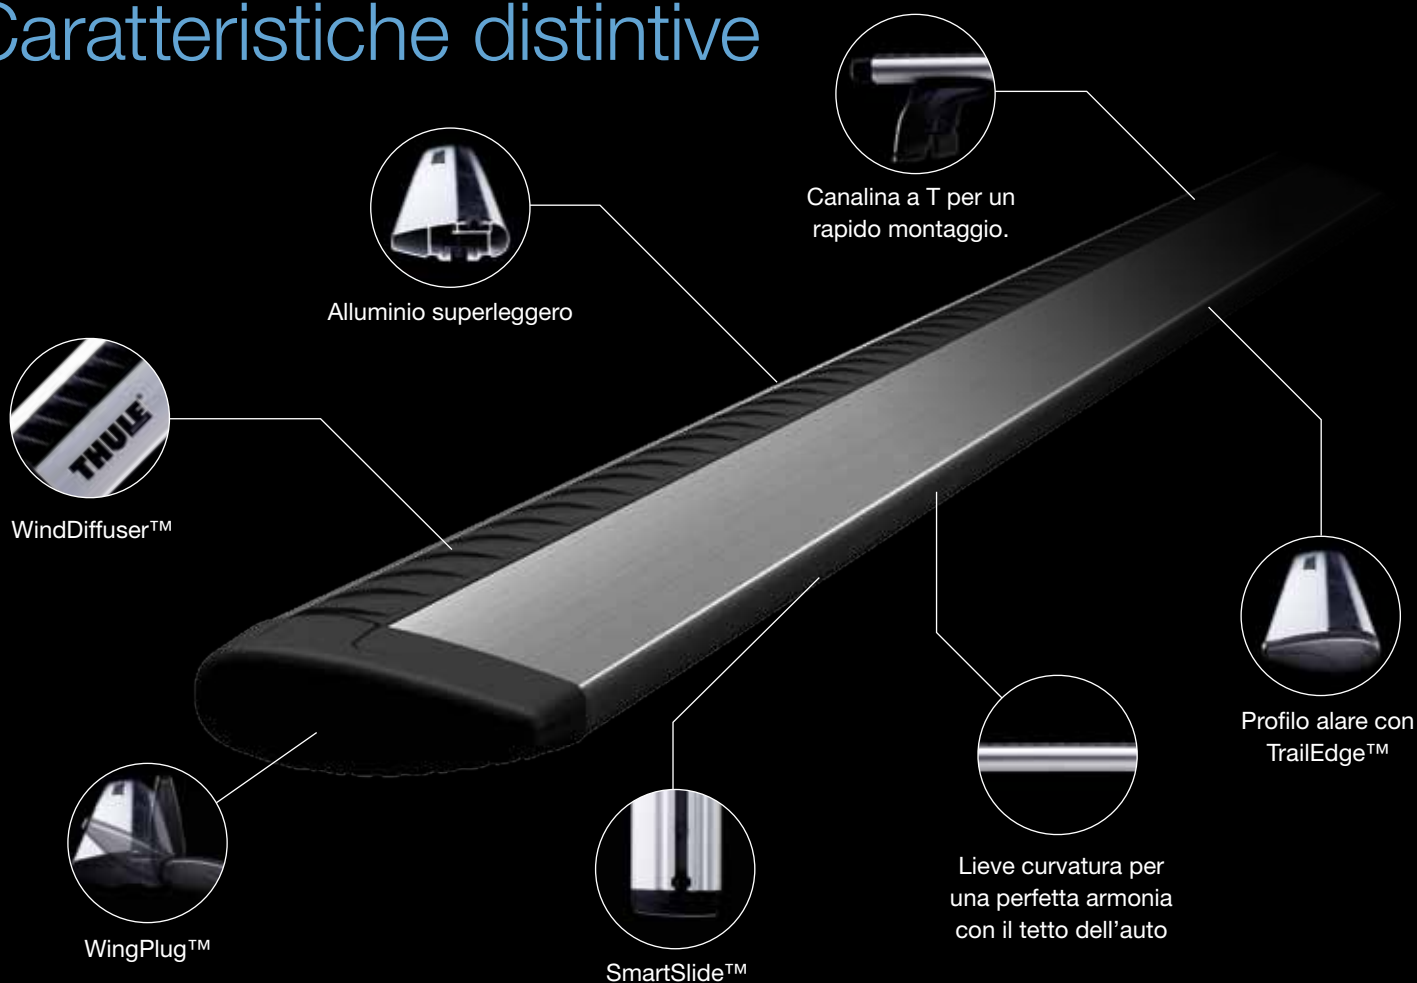 Caratteristiche distintive
Canalina a T per un
rapido montaggio.
Alluminio superleggero
THULE
WindDiffuser™
Profilo alare con
TrailEdge™
Lieve curvatura per
una perfetta armonia
con il tetto dell'auto
WingPlug™
SmartSlide™